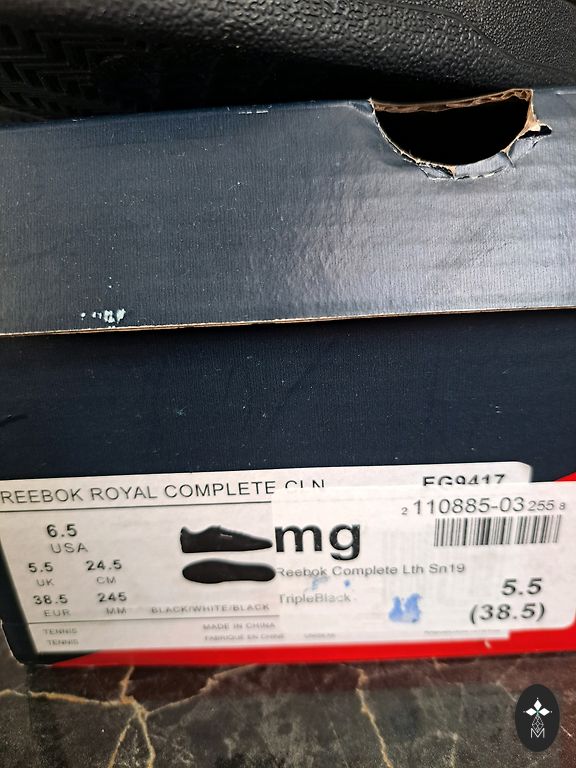 REEBOK ROYAL COMPLETE CLN
EG9417
6.5
USA
5.5 24.5
UK CM
38.5 245
EUR MM
BLACK/WHITE/BLACK
TENNIS
TENNIS
MADE IN CHINA
FABRIQUE EN CHINE
2 110885-03 255 8
mg
Reebok Complete Lth Sn19
TripleBlack
5.5
(38.5)
M